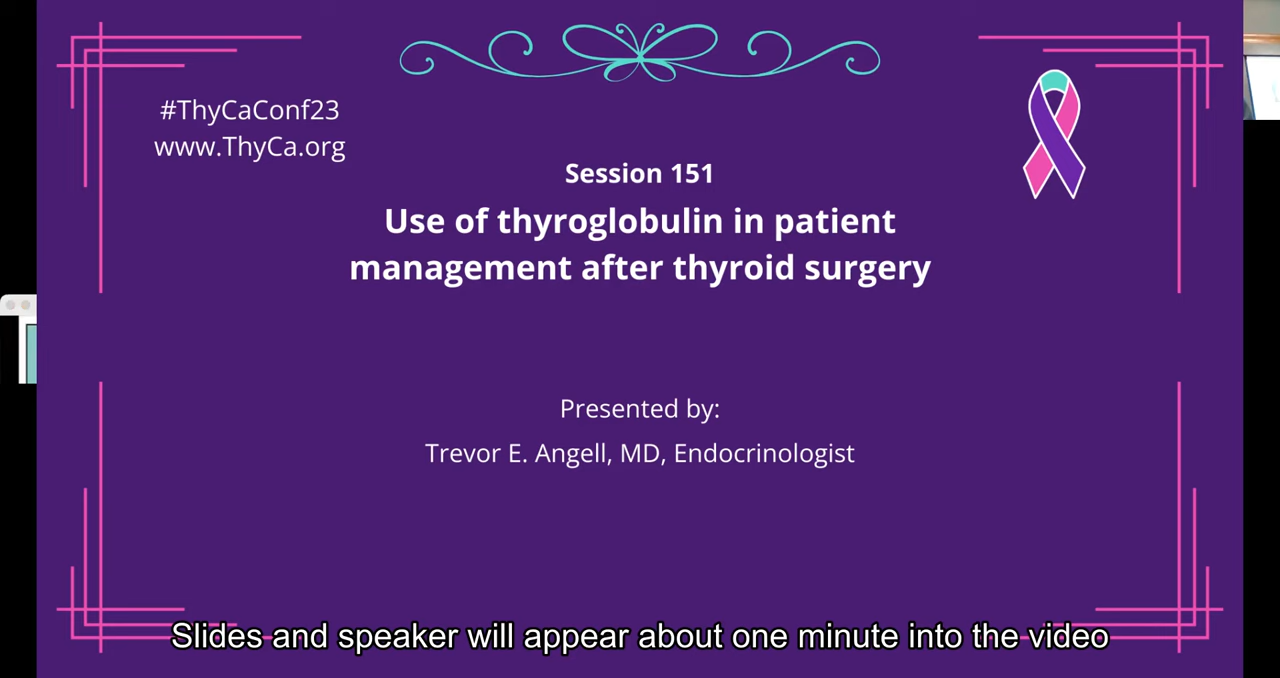 #ThyCaConf23
www.ThyCa.org
Session 151
Use of thyroglobulin in patient
management after thyroid surgery
Presented by:
Trevor E. Angell, MD, Endocrinologist
Slides and speaker will appear about one minute into the video